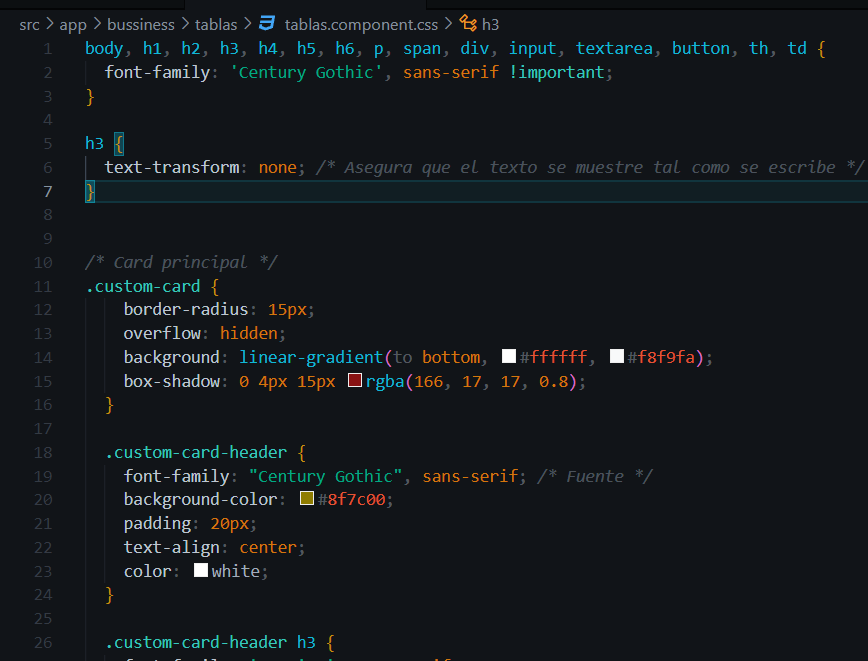 src > app > bussiness > tablas > tablas.component.css > h3
1 body, h1, h2, h3, h4, h5, h6, p, span, div, input, textarea, button, th, td {
2 font-family: 'Century Gothic', sans-serif !important;
3 }
4
5 h3 {
6 text-transform: none; /* Asegura que el texto se muestre tal como se escribe */
7 }
8
9
10 /* Card principal */
11 .custom-card {
12 border-radius: 15px;
13 overflow: hidden;
14 background: linear-gradient(to bottom, #ffffff, #f8f9fa);
15 box-shadow: 0 4px 15px rgba(166, 17, 17, 0.8);
16 }
17
18 .custom-card-header {
19 font-family: "Century Gothic", sans-serif; /* Fuente */
20 background-color: #8f7c00;
21 padding: 20px;
22 text-align: center;
23 color: white;
24 }
25
26 .custom-card-header h3 {